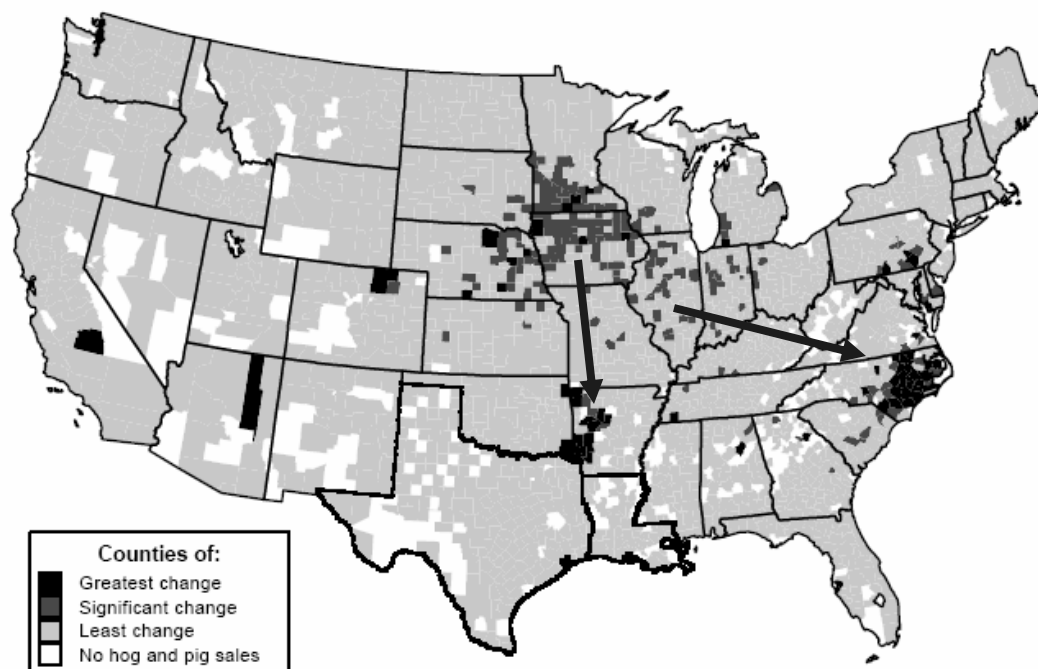 Counties of:
Greatest change
Significant change
Least change
No hog and pig sales